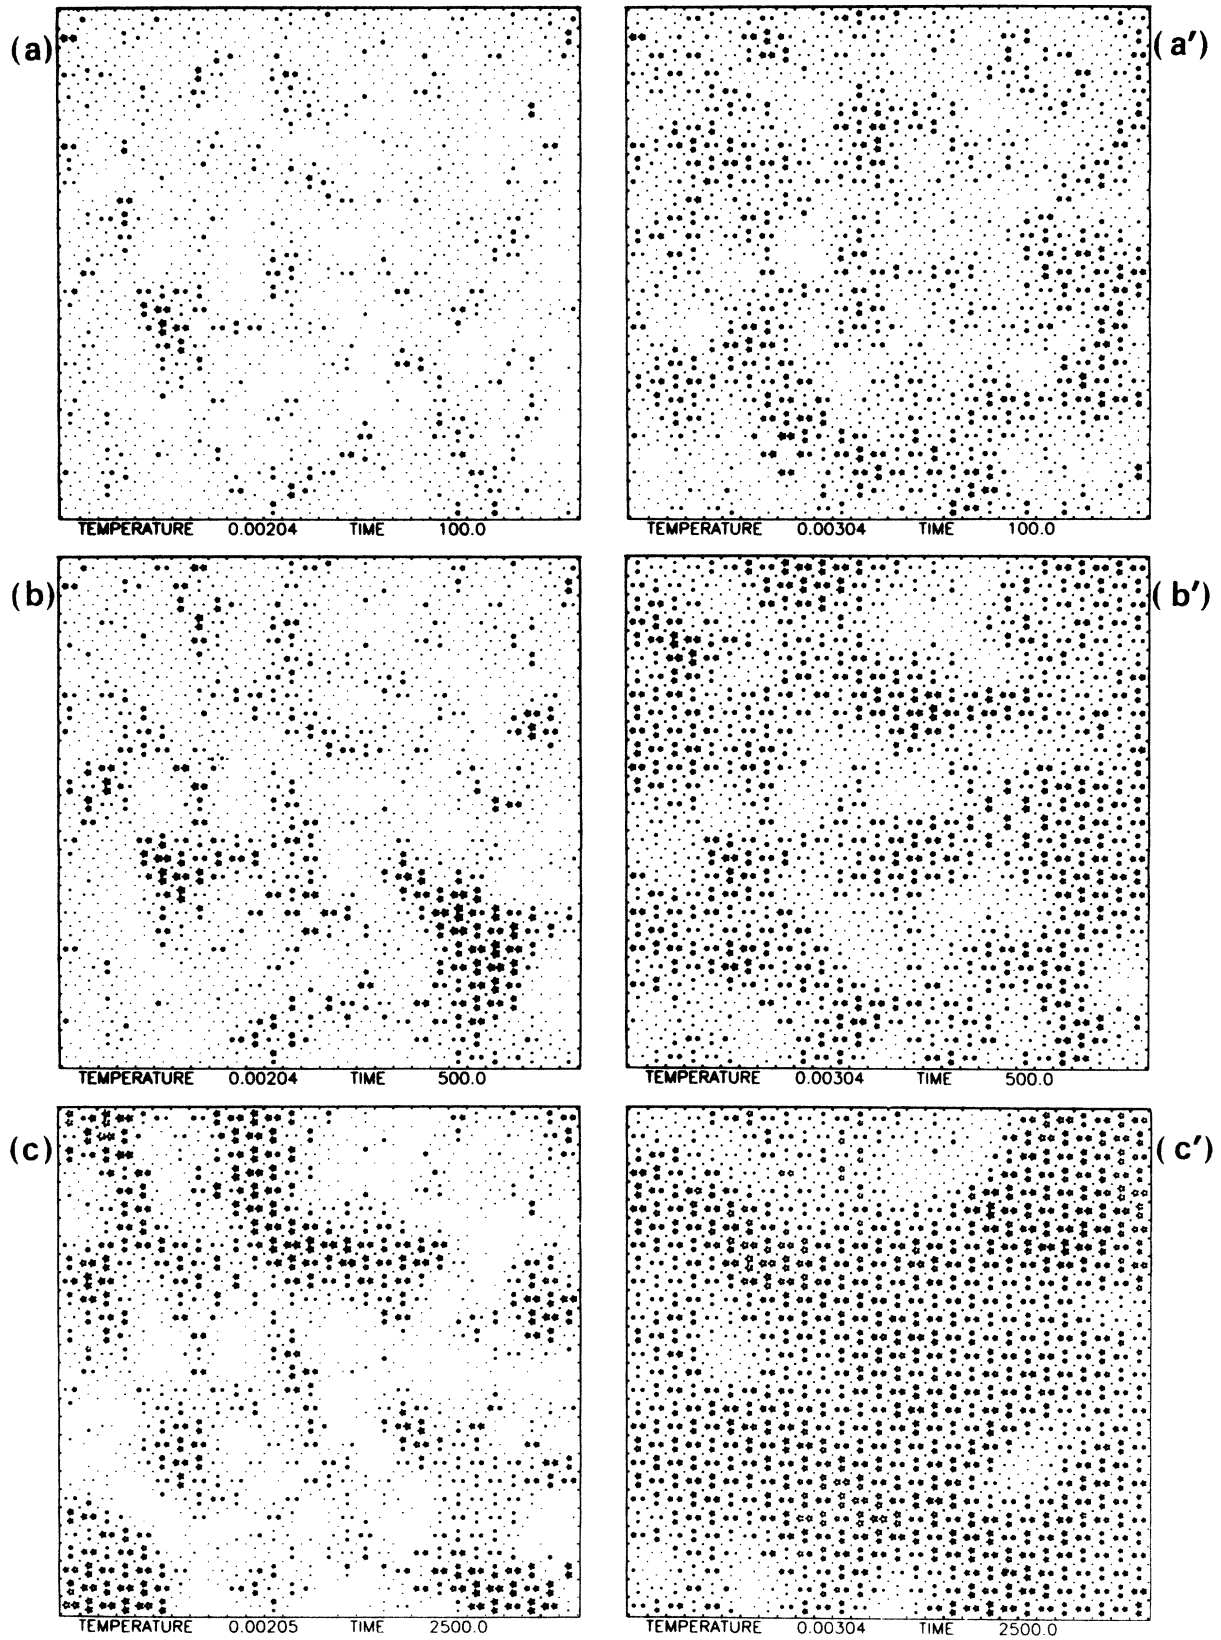 (a)
(a′)
TEMPERATURE 0.00204 TIME 100.0
TEMPERATURE 0.00304 TIME 100.0
(b)
(b′)
TEMPERATURE 0.00204 TIME 500.0
TEMPERATURE 0.00304 TIME 500.0
(c)
(c′)
TEMPERATURE 0.00205 TIME 2500.0
TEMPERATURE 0.00304 TIME 2500.0